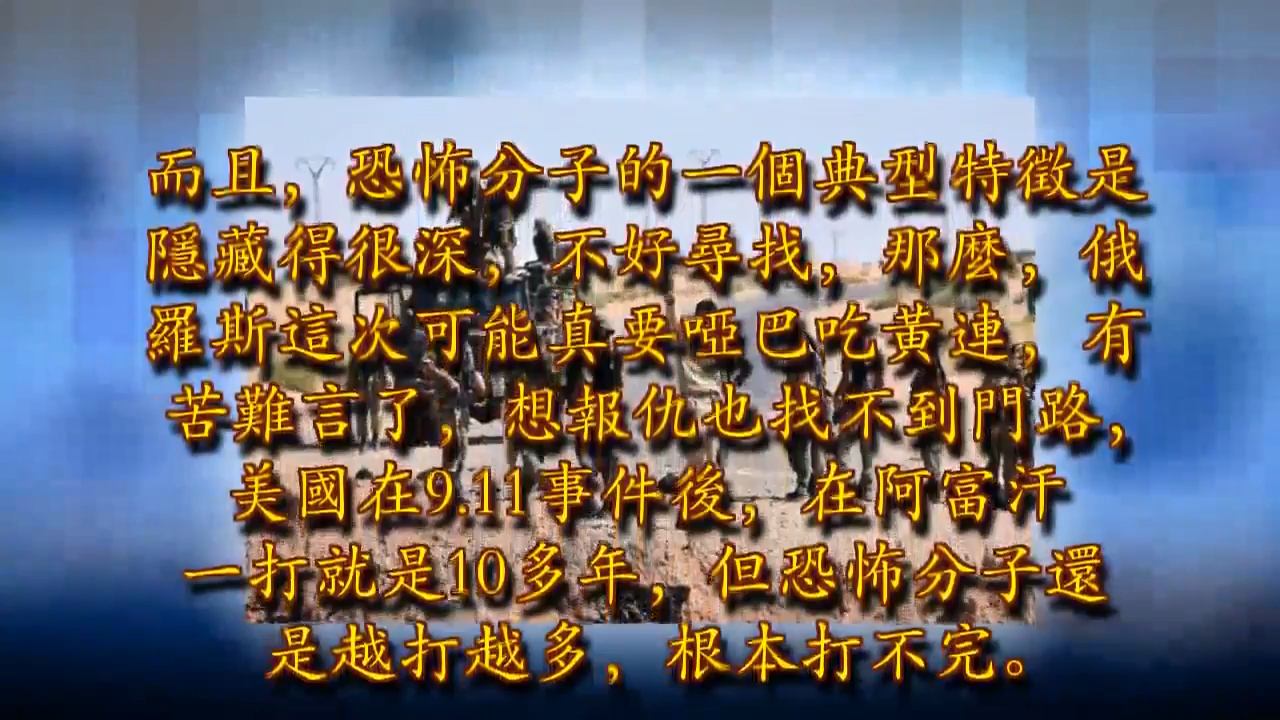 而且，恐怖分子的一個典型特徵是
隱藏得很深，不好尋找，那麼，俄
羅斯這次可能真要啞巴吃黄連，有
苦難言了，想報仇也找不到門路，
美國在9.11事件後，在阿富汗
一打就是10多年，但恐怖分子還
是越打越多，根本打不完。